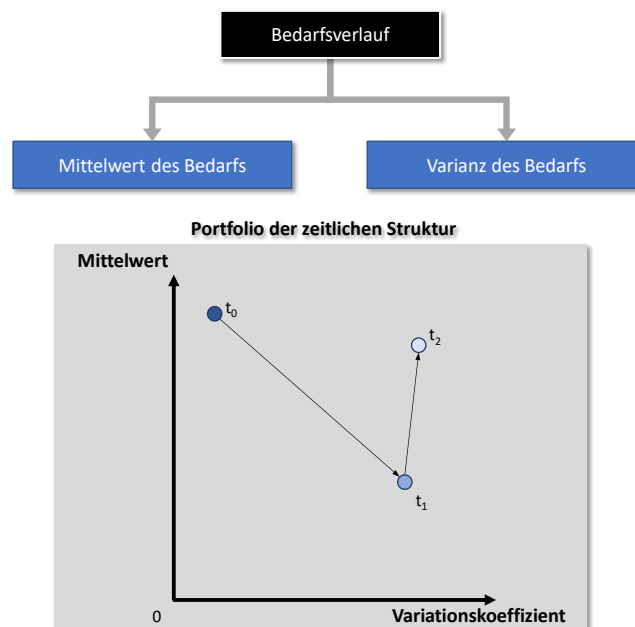 Bedarfsverlauf
Mittelwert des Bedarfs
Varianz des Bedarfs
Portfolio der zeitlichen Struktur
Mittelwert
t0
t2
t1
0
Variationskoeffizient